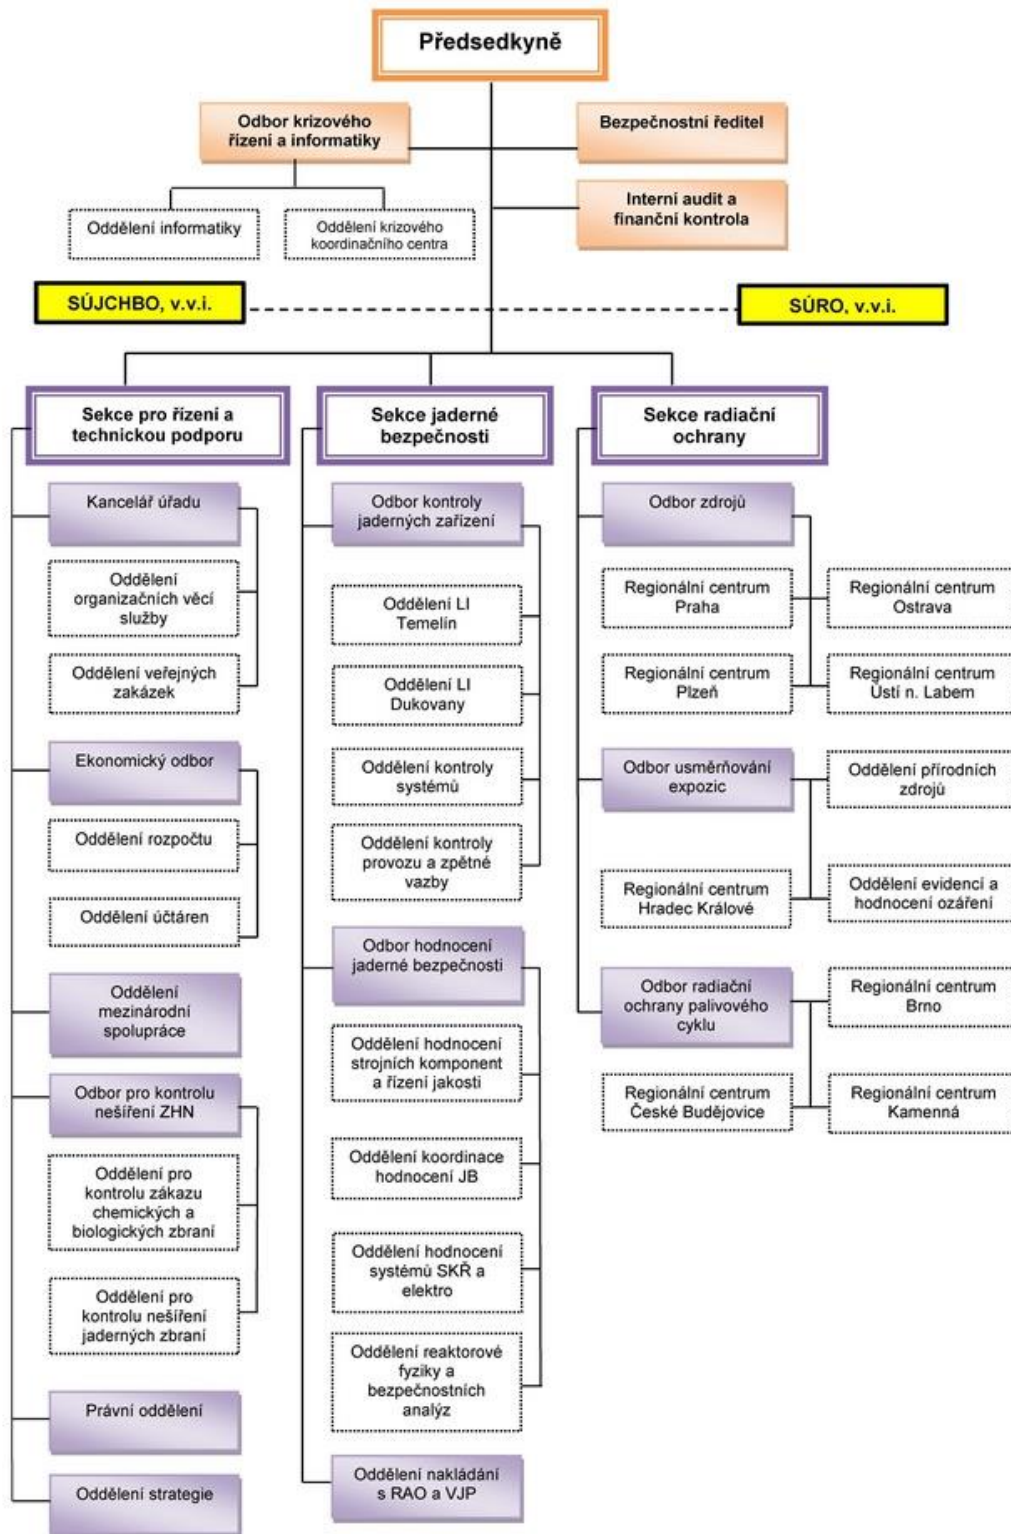 Předsedkyně
Odbor krizového
řízení a informatiky
Bezpečnostní ředitel
Interní audit a
finanční kontrola
Oddělení informatiky
Oddělení krizového
koordinačního centra
SÚJCHBO, v.v.i.
SÚRO, v.v.i.
Sekce pro řízení a
technickou podporu
Kancelář úřadu
Oddělení
organizačních věcí
služby
Oddělení veřejných
zakázek
Ekonomický odbor
Oddělení rozpočtu
Oddělení účtáren
Oddělení
mezinárodní
spolupráce
Odbor pro kontrolu
nešíření ZHN
Oddělení pro
kontrolu zákazu
chemických a
biologických zbraní
Oddělení pro
kontrolu nešíření
jaderných zbraní
Právní oddělení
Oddělení strategie
Sekce jaderné
bezpečnosti
Odbor kontroly
jaderných zařízení
Oddělení LI
Temelín
Oddělení LI
Dukovany
Oddělení kontroly
systémů
Oddělení kontroly
provozu a zpětné
vazby
Odbor hodnocení
jaderné bezpečnosti
Oddělení hodnocení
strojních komponent
a řízení jakosti
Oddělení koordinace
hodnocení JB
Oddělení hodnocení
systémů SKŘ a
elektro
Oddělení reaktorové
fyziky a
bezpečnostních
analýz
Oddělení nakládání
s RAO a VJP
Sekce radiační
ochrany
Odbor zdrojů
Regionální centrum
Praha
Regionální centrum
Ostrava
Regionální centrum
Plzeň
Regionální centrum
Ústí n. Labem
Odbor usměrňování
expozic
Oddělení přírodních
zdrojů
Regionální centrum
Hradec Králové
Oddělení evidencí a
hodnocení ozáření
Odbor radiační
ochrany palivového
cyklu
Regionální centrum
Brno
Regionální centrum
České Budějovice
Regionální centrum
Kamenná